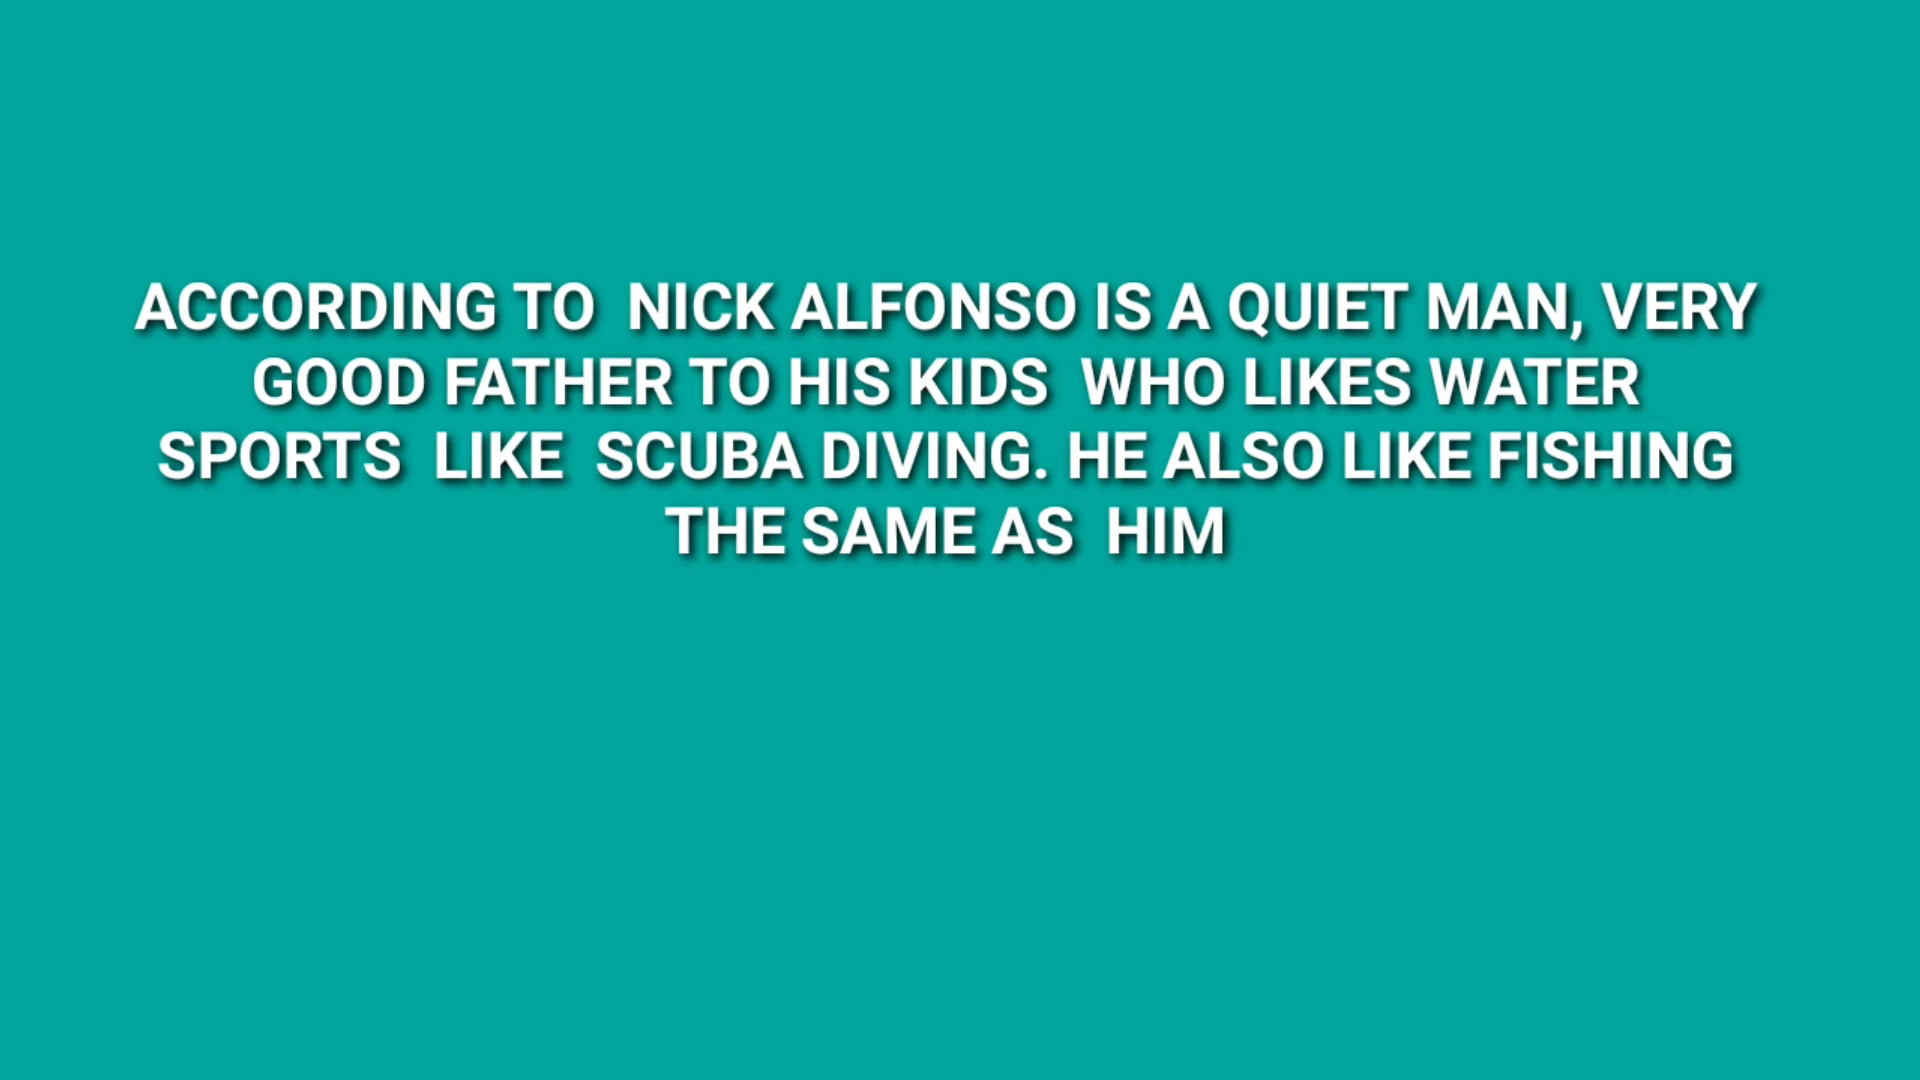 ACCORDING TO  NICK ALFONSO IS A QUIET MAN, VERY
GOOD FATHER TO HIS KIDS  WHO LIKES WATER
SPORTS  LIKE  SCUBA DIVING. HE ALSO LIKE FISHING
THE SAME AS  HIM